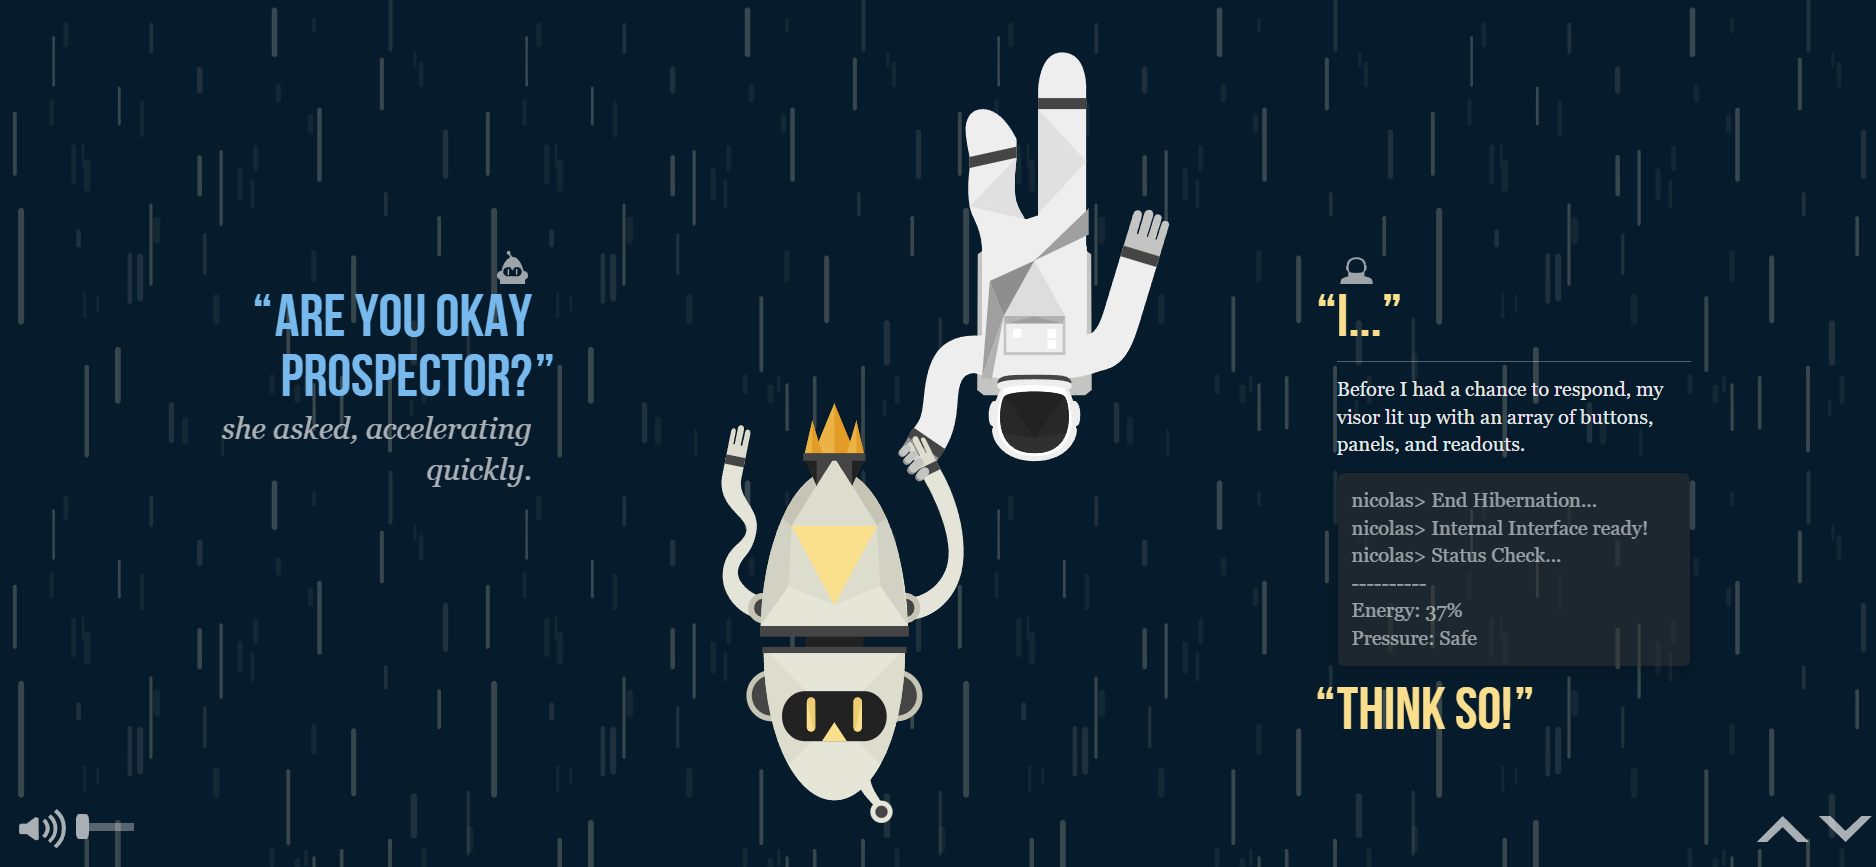 “ARE YOU OKAY
PROSPECTOR?”
she asked, accelerating
quickly.
“I...”
Before I had a chance to respond, my
visor lit up with an array of buttons,
panels, and readouts.
nicolas> End Hibernation...
nicolas> Internal Interface ready!
nicolas> Status Check...
----------
Energy: 37%
Pressure: Safe
“THINK SO!”